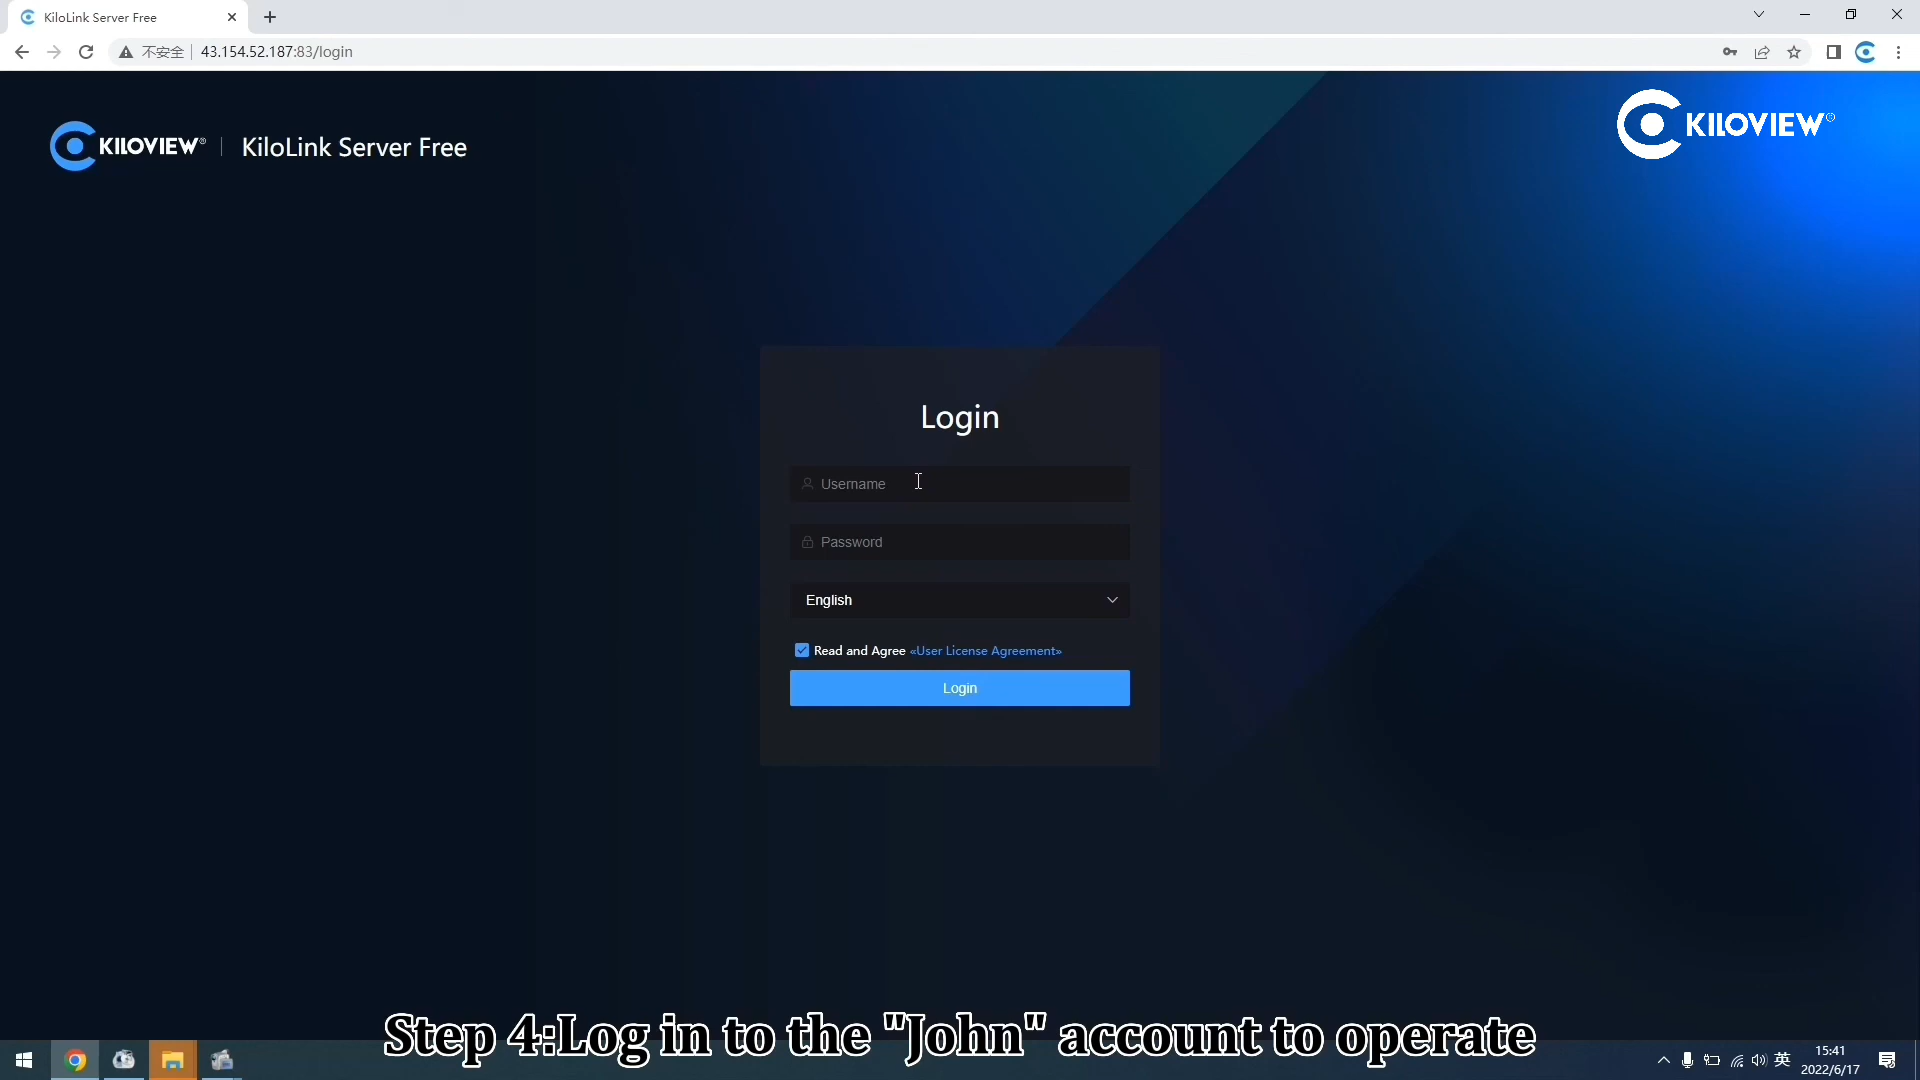 KiloLink Server Free
不安全 43.154.52.187:83/login
KILOVIEW® | KiloLink Server Free
KILOVIEW®
Login
Username
Password
English
Read and Agree «User License Agreement»
Login
Step 4:Log in to the "John" account to operate
英
15:41
2022/6/17